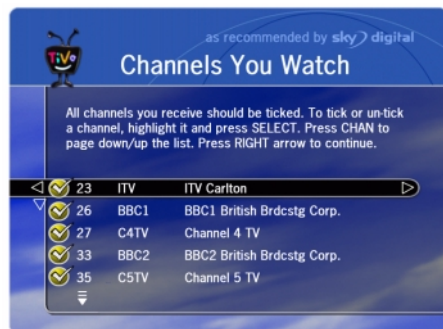 as recommended by sky digital
TiVo
Channels You Watch
All channels you receive should be ticked. To tick or un-tick
a channel, highlight it and press SELECT. Press CHAN to
page down/up the list. Press RIGHT arrow to continue.
23 ITV ITV Carlton
26 BBC1 BBC1 British Brdcstg Corp.
27 C4TV Channel 4 TV
33 BBC2 BBC2 British Brdcstg Corp.
35 C5TV Channel 5 TV